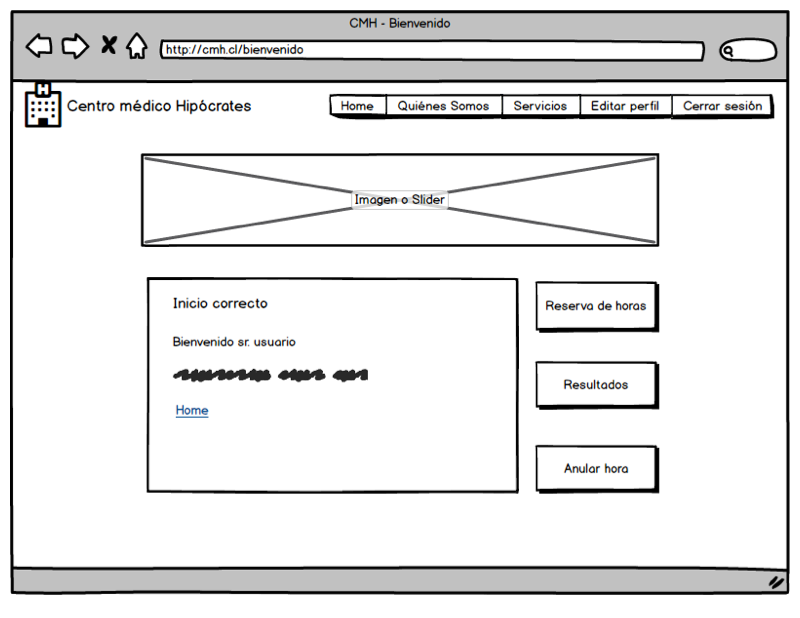 CMH - Bienvenido
http://cmh.cl/bienvenido
H
Centro médico Hipócrates
Home Quiénes Somos Servicios Editar perfil Cerrar sesión
Imagen o Slider
Inicio correcto
Bienvenido sr. usuario
Home
Reserva de horas
Resultados
Anular hora